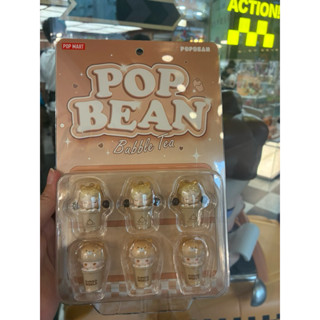 ACTION!
POP MART
POPBEAN
POP
BEAN
Bubble Tea